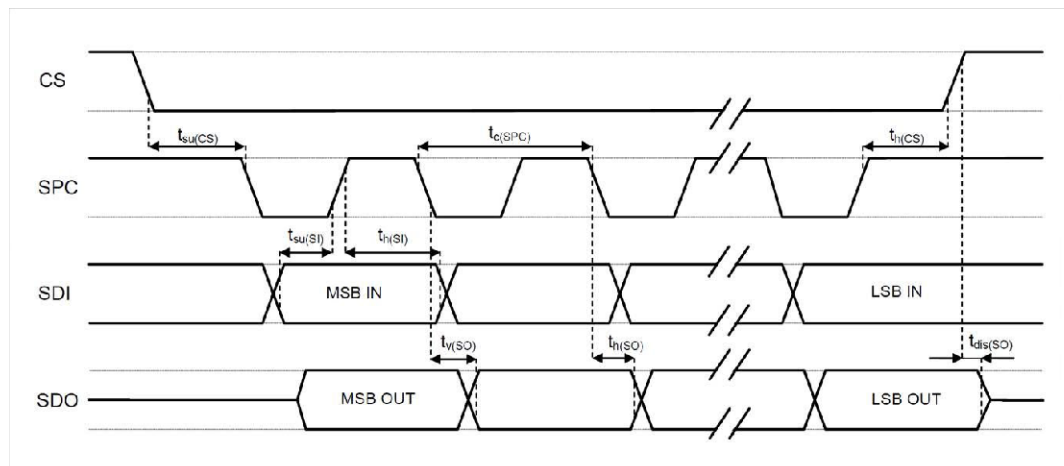 CS
tsu(CS)
tc(SPC)
th(CS)
SPC
tsu(SI)
th(SI)
SDI
MSB IN
LSB IN
tv(SO)
th(SO)
tdis(SO)
SDO
MSB OUT
LSB OUT